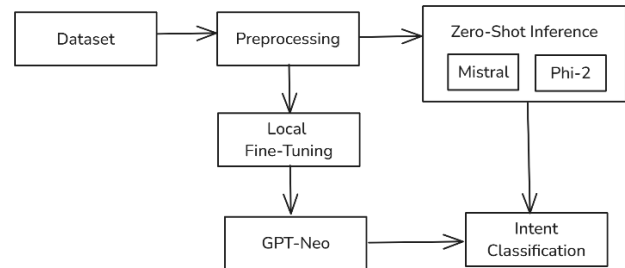 Dataset
Preprocessing
Zero-Shot Inference
Mistral
Phi-2
Local
Fine-Tuning
GPT-Neo
Intent
Classification